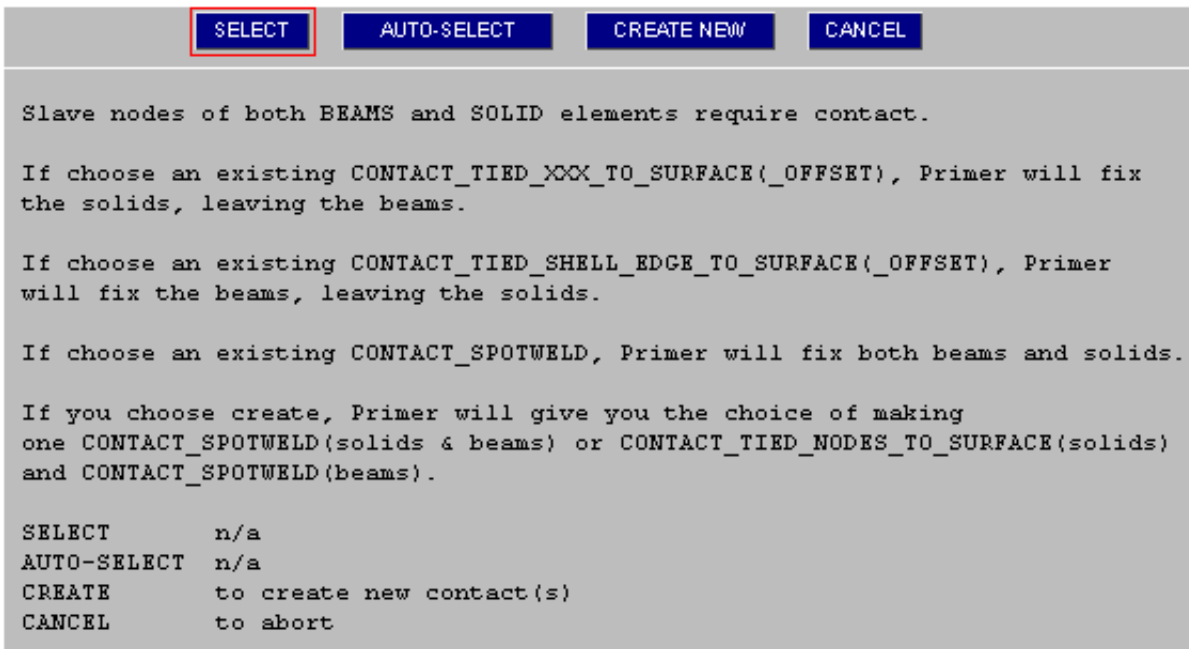 SELECT AUTO-SELECT CREATE NEW CANCEL
Slave nodes of both BEAMS and SOLID elements require contact.
If choose an existing CONTACT_TIED_XXX_TO_SURFACE(_OFFSET), Primer will fix
the solids, leaving the beams.
If choose an existing CONTACT_TIED_SHELL_EDGE_TO_SURFACE(_OFFSET), Primer
will fix the beams, leaving the solids.
If choose an existing CONTACT_SPOTWELD, Primer will fix both beams and solids.
If you choose create, Primer will give you the choice of making
one CONTACT_SPOTWELD(solids & beams) or CONTACT_TIED_NODES_TO_SURFACE(solids)
and CONTACT_SPOTWELD(beams).
SELECT n/a
AUTO-SELECT n/a
CREATE to create new contact(s)
CANCEL to abort